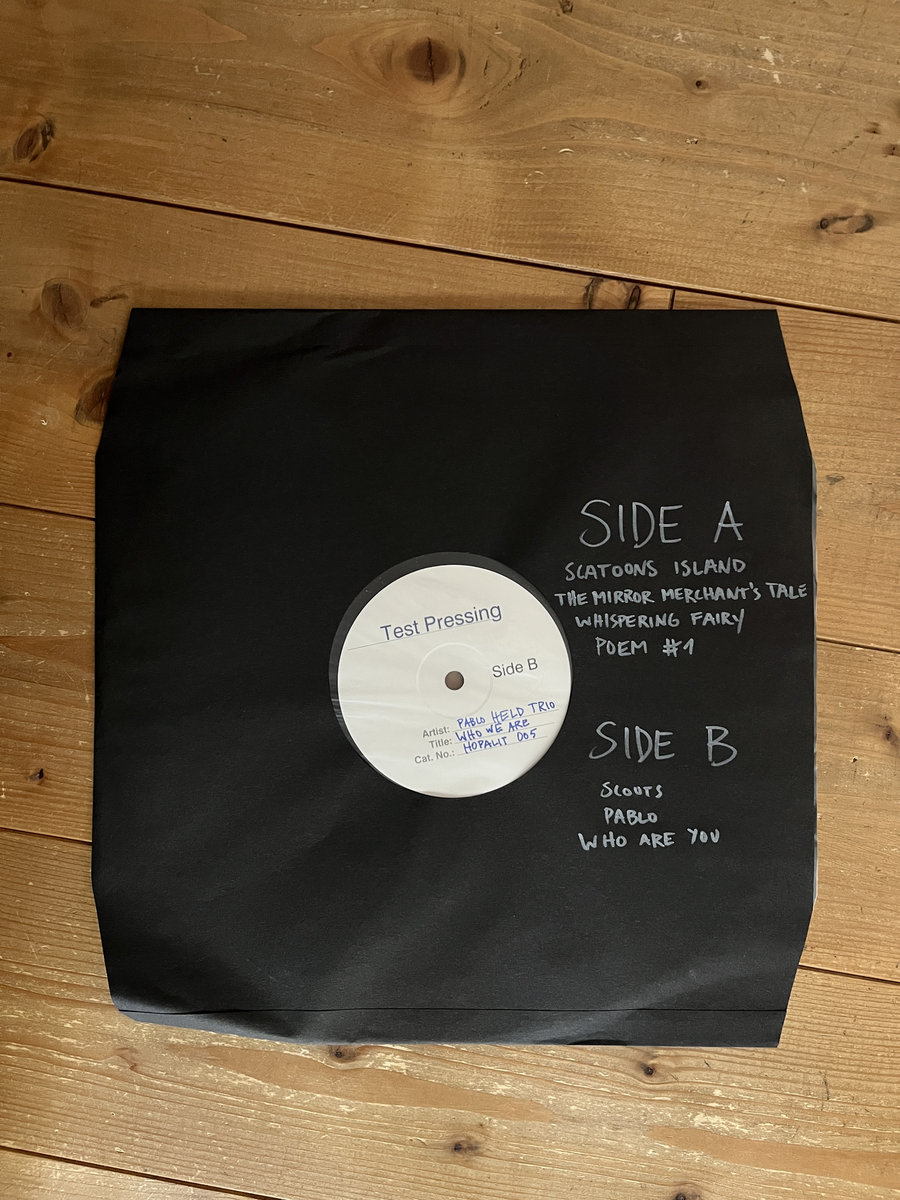 Test Pressing
Side B
Artist: PABLO HELD TRIO
Title: WHO WE ARE
Cat. No.: HOPALIT 005
SIDE A
SCATOONS ISLAND
THE MIRROR MERCHANT'S TALE
WHISPERING FAIRY
POEM #1
SIDE B
SCOUTS
PABLO
WHO ARE YOU